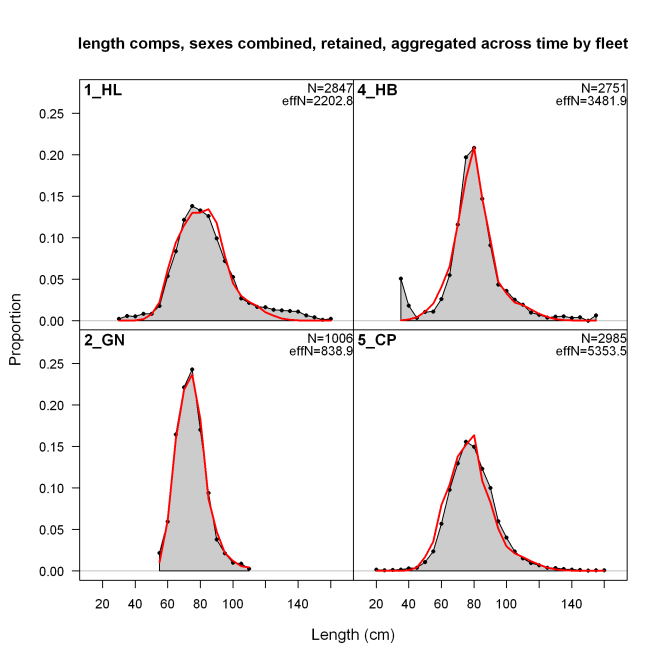 length comps, sexes combined, retained, aggregated across time by fleet
1_HL
N=2847
effN=2202.8
4_HB
N=2751
effN=3481.9
0.25
0.20
0.15
0.10
0.05
0.00
2_GN
N=1006
effN=838.9
5_CP
N=2985
effN=5353.5
0.25
0.20
0.15
0.10
0.05
0.00
Proportion
20 40 60 80 100 140
20 40 60 80 100 140
Length (cm)